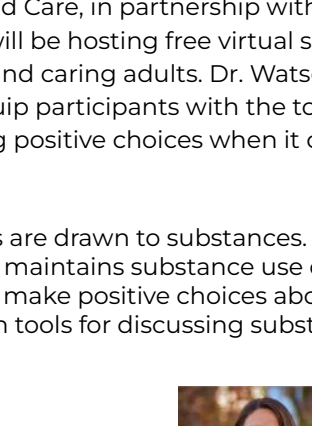 d Care, in partnership with
will be hosting free virtual s
nd caring adults. Dr. Wats
uip participants with the to
g positive choices when it
s are drawn to substances.
maintains substance use
make positive choices abo
n tools for discussing subst